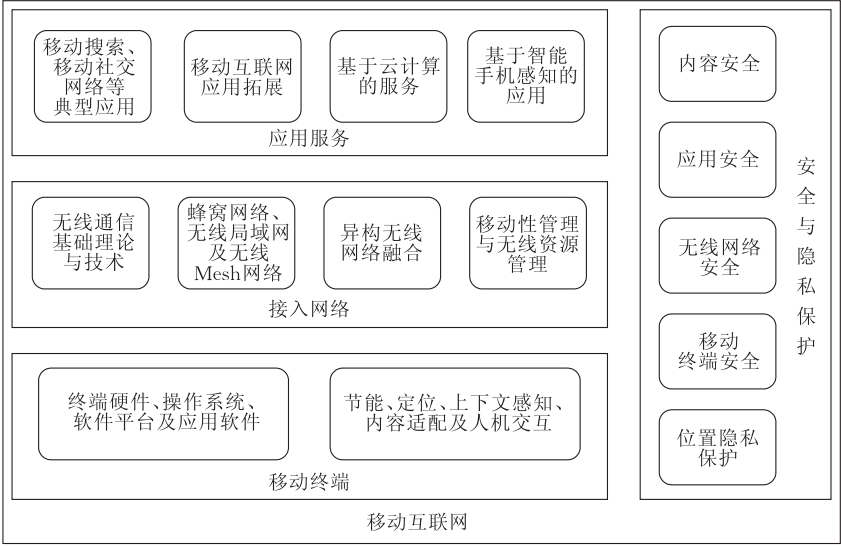 移动搜索、
移动社交
网络等
典型应用
移动互联网
应用拓展
基于云计算
的服务
基于智能
手机感知的
应用
应用服务
无线通信
基础理论
与技术
蜂窝网络、
无线局域网
及无线
Mesh网络
异构无线
网络融合
移动性管理
与无线资源
管理
接入网络
终端硬件、操作系统、
软件平台及应用软件
节能、定位、上下文感知、
内容适配及人机交互
移动终端
内容安全
应用安全
无线网络
安全
移动
终端安全
位置隐私
保护
安全与隐私保护
移动互联网